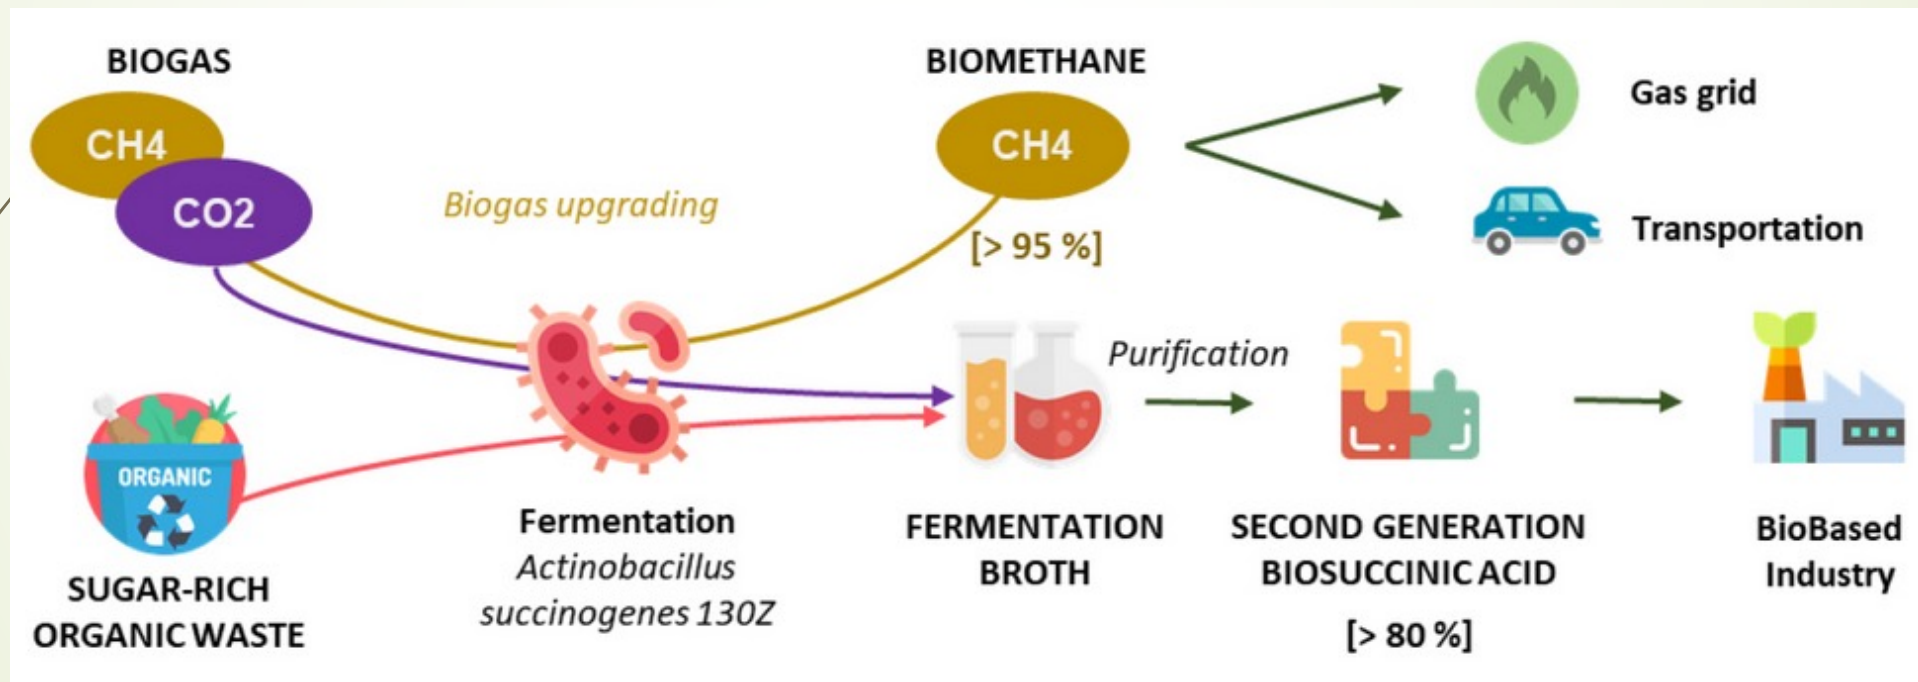 BIOGAS
CH4
CO2
Biogas upgrading
BIOMETHANE
CH4
[> 95 %]
Gas grid
Transportation
ORGANIC
SUGAR-RICH
ORGANIC WASTE
Fermentation
Actinobacillus
succinogenes 130Z
FERMENTATION
BROTH
Purification
SECOND GENERATION
BIOSUCCINIC ACID
[> 80 %]
BioBased
Industry